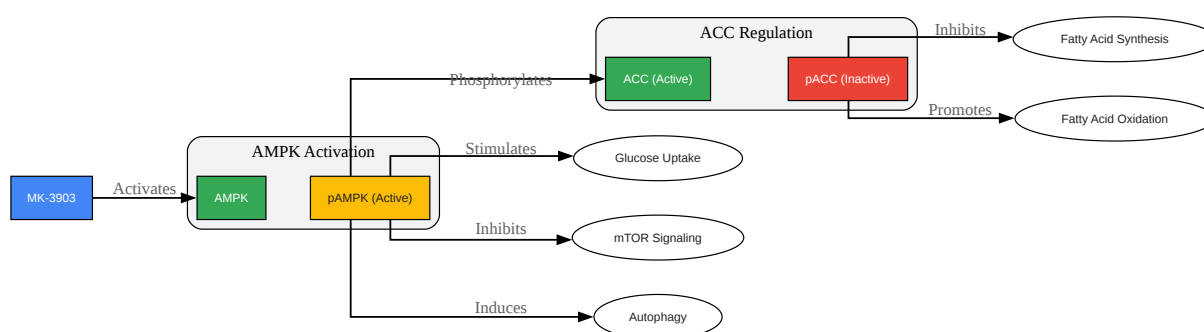 MK-3903
Activates
AMPK Activation
AMPK
pAMPK (Active)
Phosphorylates
Stimulates
Inhibits
Induces
Glucose Uptake
mTOR Signaling
Autophagy
ACC Regulation
ACC (Active)
pACC (Inactive)
Inhibits
Promotes
Fatty Acid Synthesis
Fatty Acid Oxidation